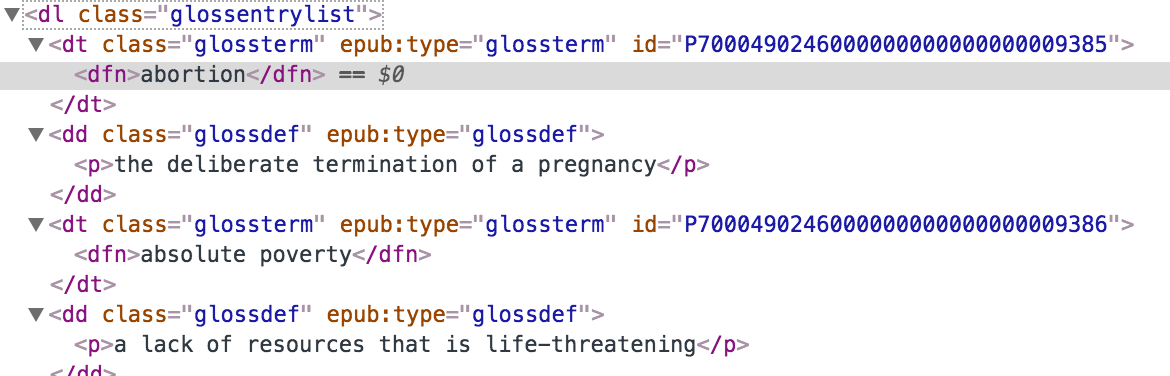 ▼<dl class="glossentrylist">
▼<dt class="glossterm" epub:type="glossterm" id="P7000490246000000000000000009385">
<dfn>abortion</dfn> == $0
</dt>
▼<dd class="glossdef" epub:type="glossdef">
<p>the deliberate termination of a pregnancy</p>
</dd>
▼<dt class="glossterm" epub:type="glossterm" id="P7000490246000000000000000009386">
<dfn>absolute poverty</dfn>
</dt>
▼<dd class="glossdef" epub:type="glossdef">
<p>a lack of resources that is life-threatening</p>
</dd>